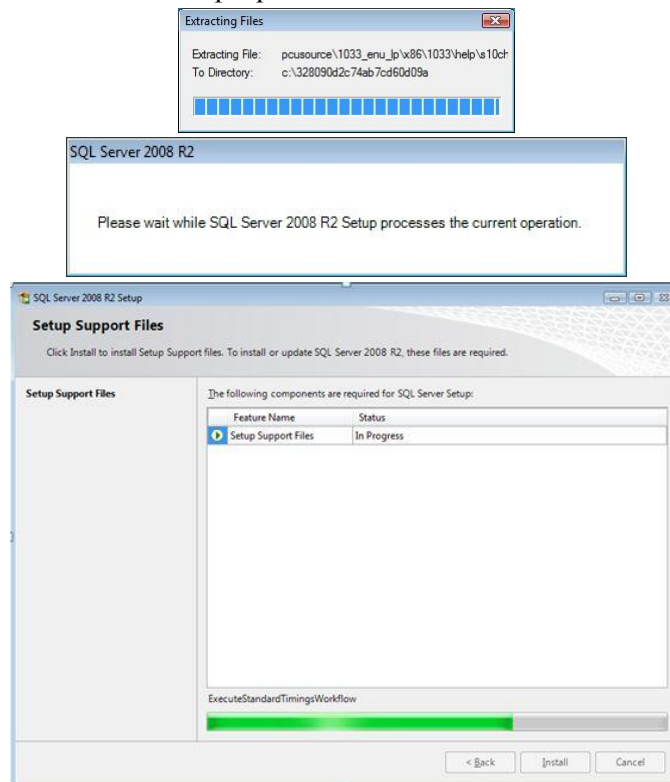 Extracting Files
Extracting File: pcusource\1033_enu_lp\x86\1033\help\s10ch
To Directory: c:\328090d2c74ab7cd60d09a
SQL Server 2008 R2
Please wait while SQL Server 2008 R2 Setup processes the current operation.
SQL Server 2008 R2 Setup
Setup Support Files
Click Install to install Setup Support files. To install or update SQL Server 2008 R2, these files are required.
Setup Support Files
The following components are required for SQL Server Setup:
Feature Name Status
Setup Support Files In Progress
ExecuteStandardTimingsWorkflow
< Back Install Cancel